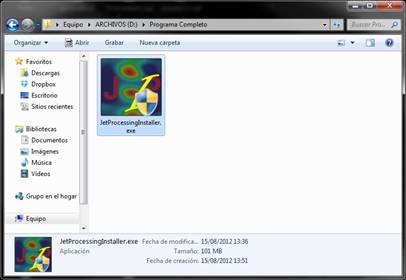 Equipo ▸ ARCHIVOS (D:) ▸ Programa Completo
Buscar Pro...
Organizar Abrir Grabar Nueva carpeta
Favoritos
Descargas
Dropbox
Escritorio
Sitios recientes
Bibliotecas
Documentos
Imágenes
Música
Vídeos
Grupo en el hogar
Equipo
JetProcessingInstaller.
exe
JetProcessingInstaller.exe Fecha de modifica... 15/08/2012 13:36
Aplicación Tamaño: 101 MB
Fecha de creación: 15/08/2012 13:51